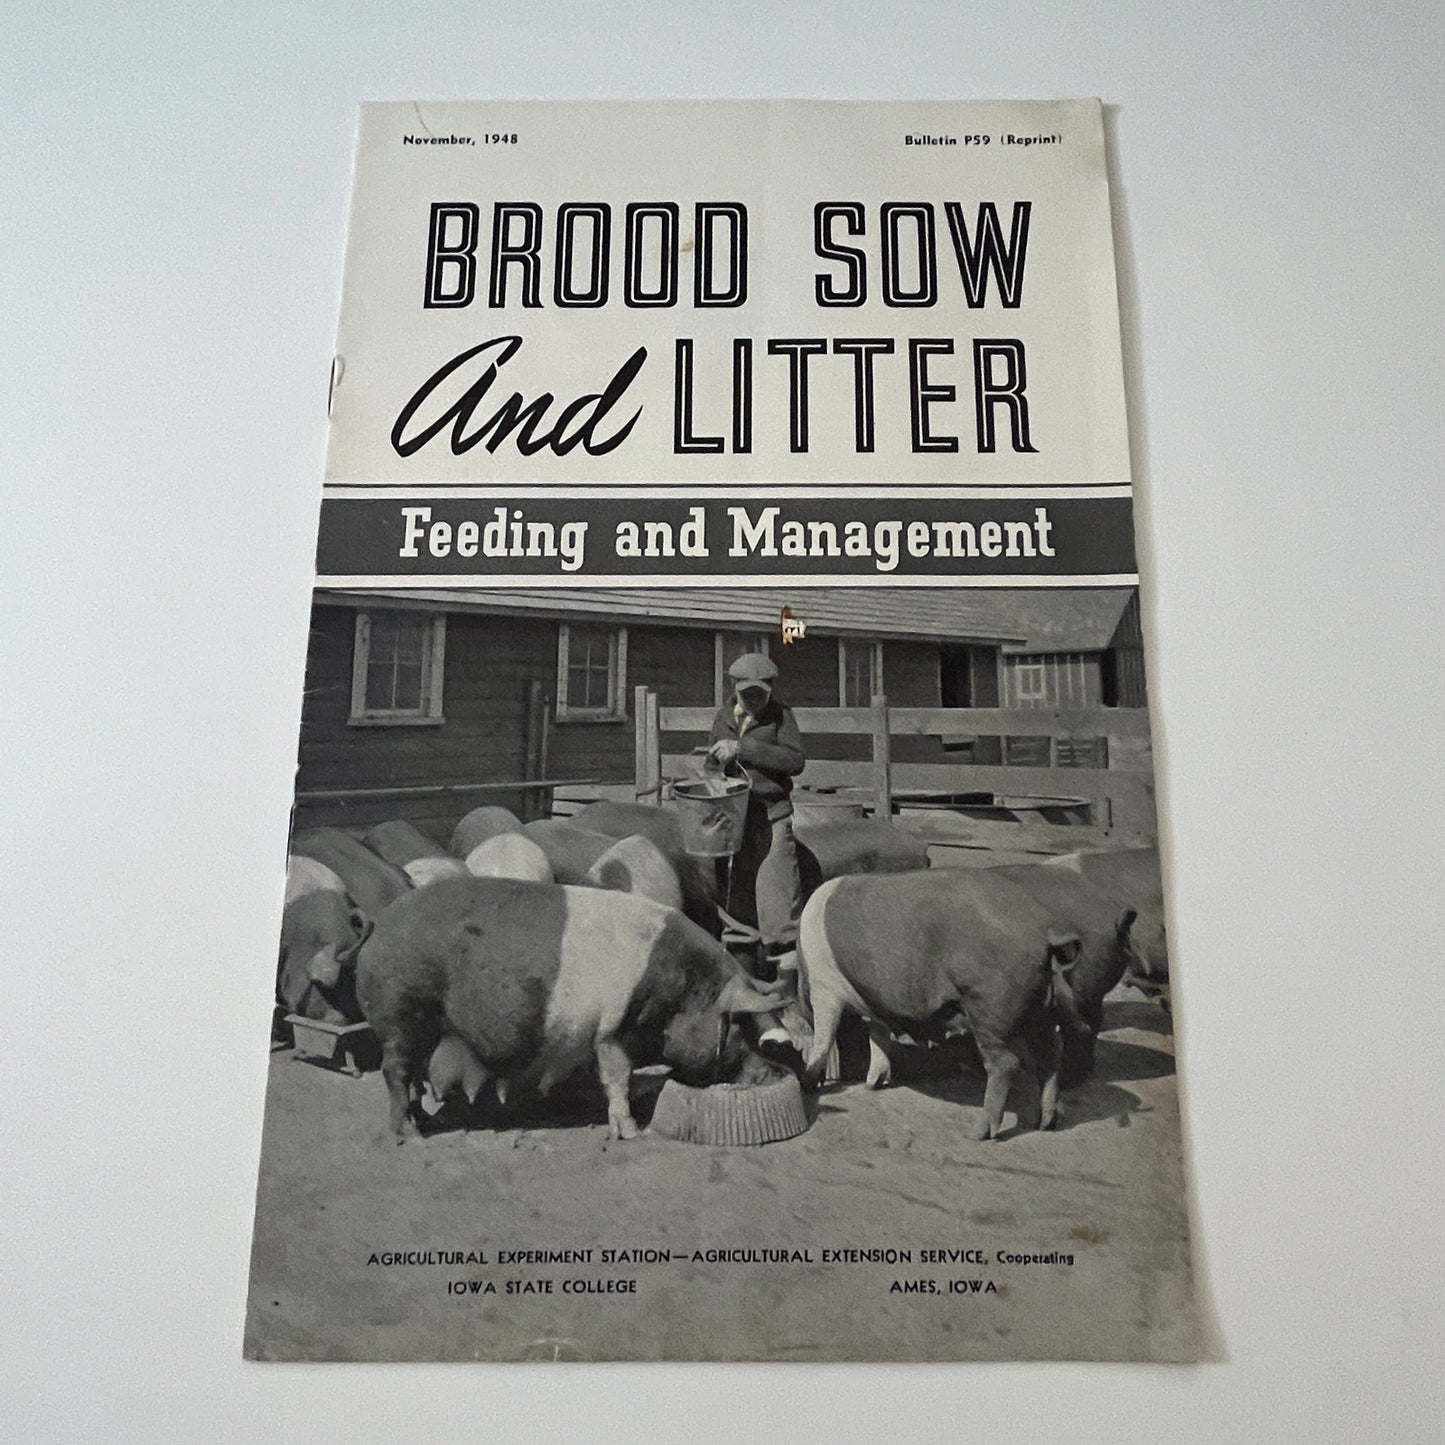 November, 1948
Bulletin P59 (Reprint)
BROOD SOW
And LITTER
Feeding and Management
AGRICULTURAL EXPERIMENT STATION—AGRICULTURAL EXTENSION SERVICE, Cooperating
IOWA STATE COLLEGE
AMES, IOWA